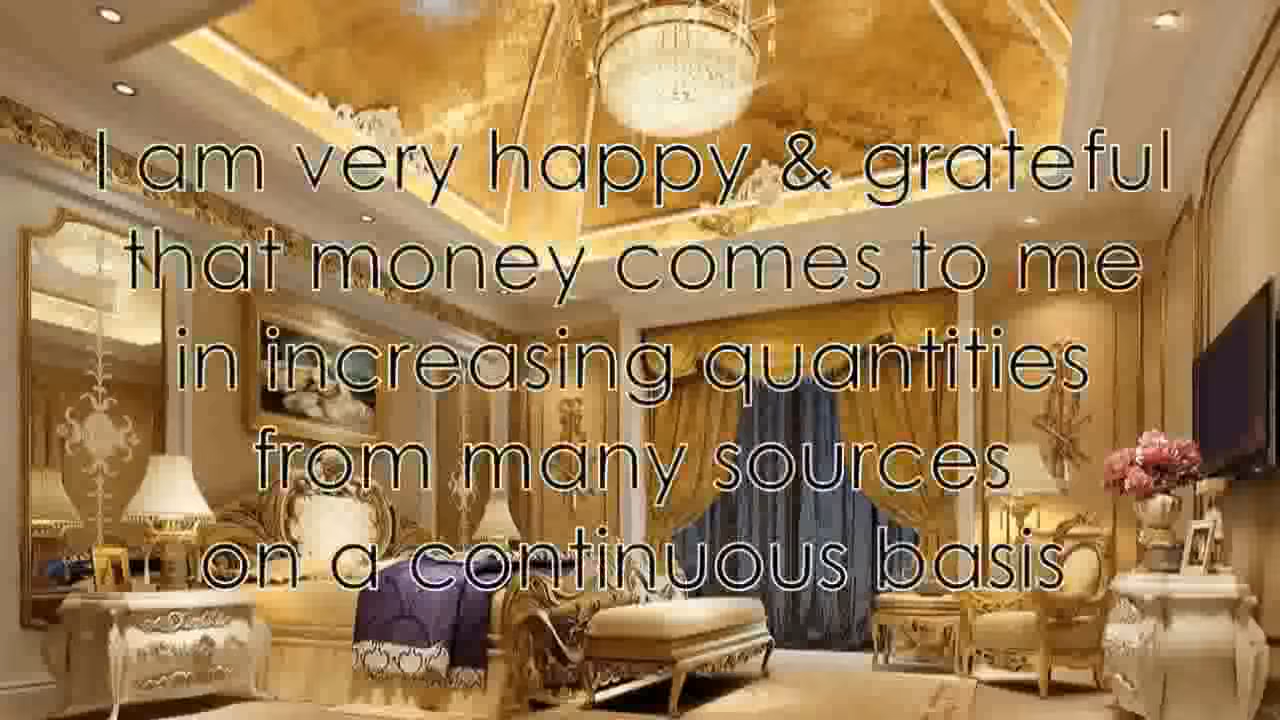 I am very happy & grateful
that money comes to me
in increasing quantities
from many sources
on a continuous basis